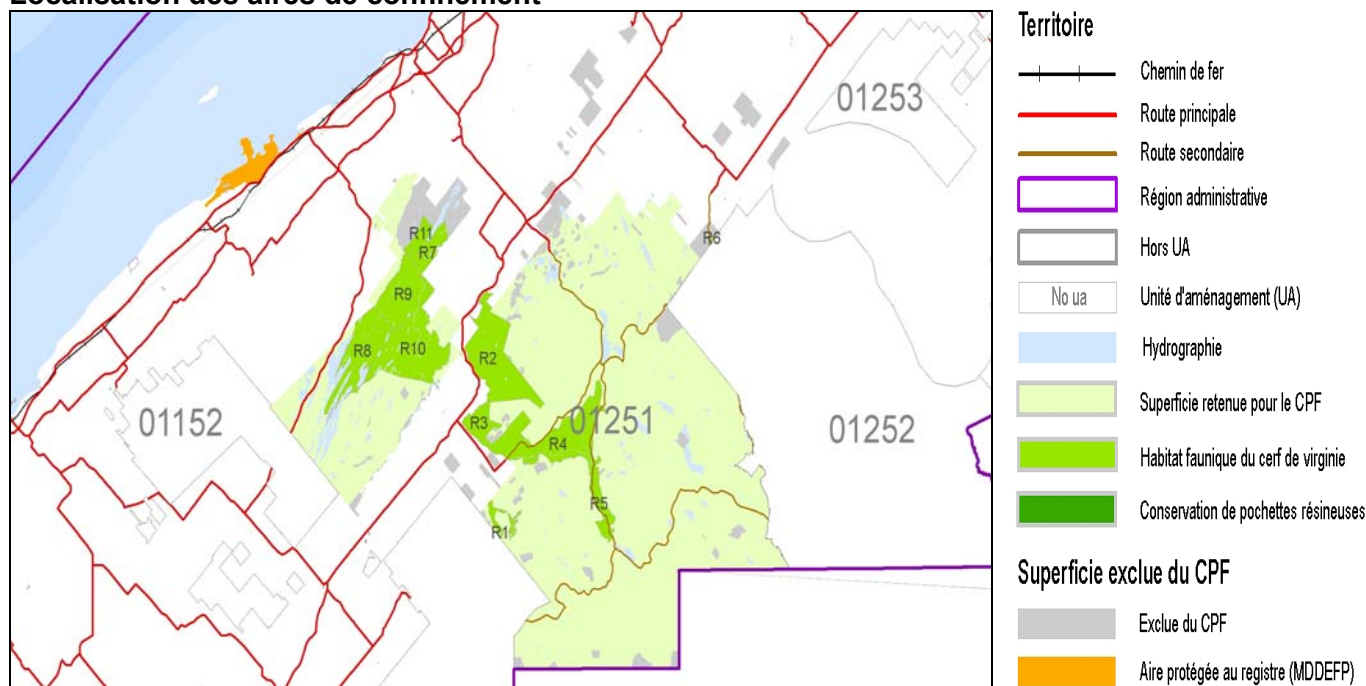 Localisation des aires de confinement
01253
R6
R11
R7
R9
R8
R10
R2
01152
R3
01251
R4
01252
R5
R1
Territoire
Chemin de fer
Route principale
Route secondaire
Région administrative
Hors UA
No ua
Unité d'aménagement (UA)
Hydrographie
Superficie retenue pour le CPF
Habitat faunique du cerf de virginie
Conservation de pochettes résineuses
Superficie exclue du CPF
Exclue du CPF
Aire protégée au registre (MDDEFP)